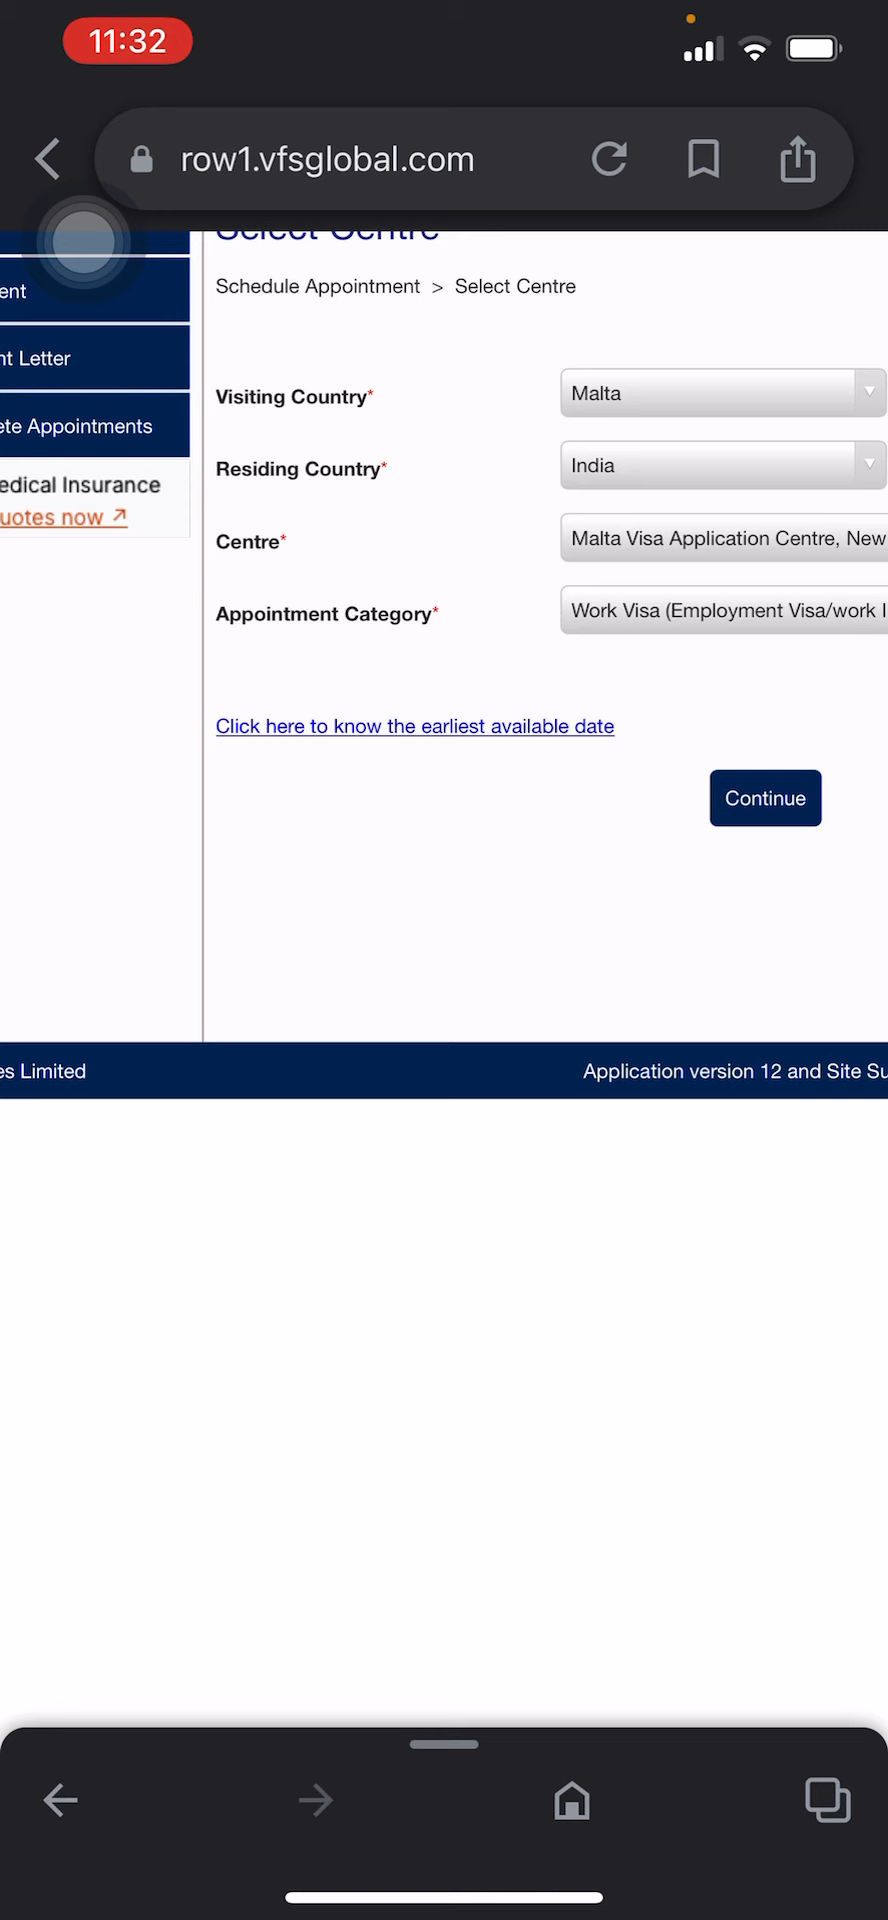 11:32
row1.vfsglobal.com
Select Centre
ent
Schedule Appointment > Select Centre
nt Letter
Visiting Country*
Malta
ete Appointments
Residing Country*
India
edical Insurance
uotes now ↗
Centre*
Malta Visa Application Centre, New
Appointment Category*
Work Visa (Employment Visa/work I
Click here to know the earliest available date
Continue
es Limited
Application version 12 and Site Su